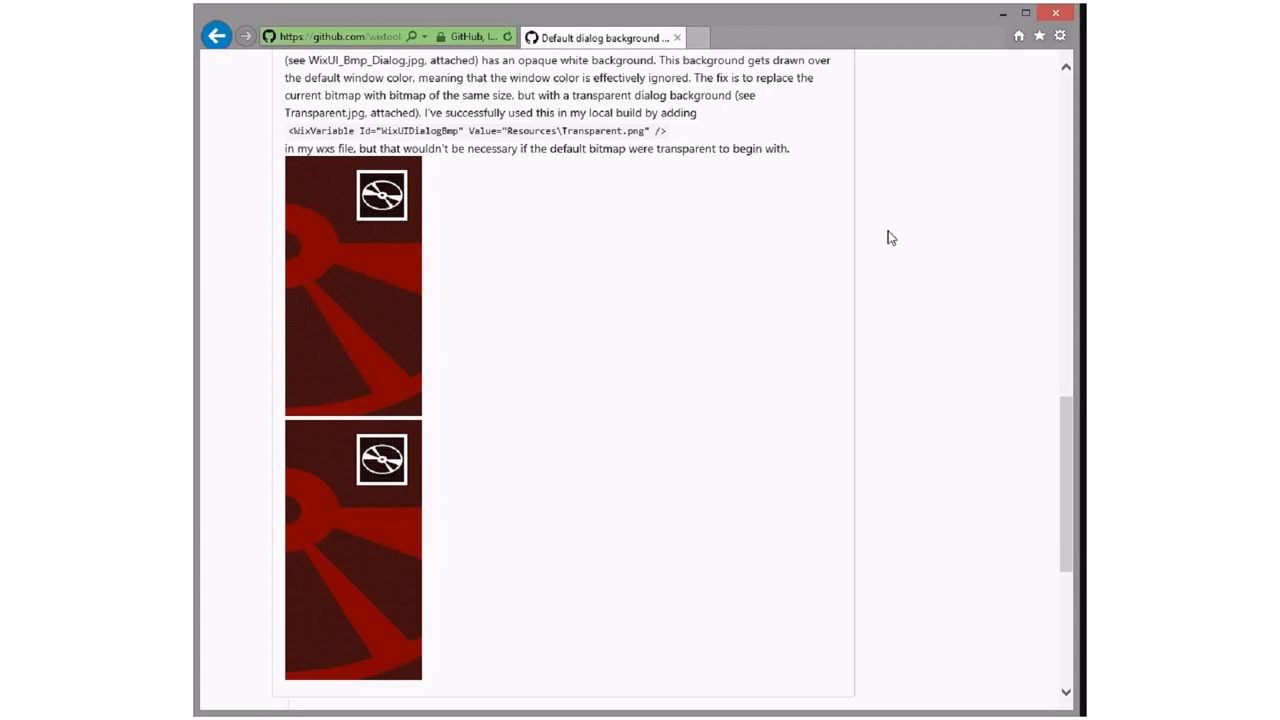 https://github.com/wixtool
GitHub, I...
Default dialog background ...
(see WixUI_Bmp_Dialog.jpg, attached) has an opaque white background. This background gets drawn over
the default window color, meaning that the window color is effectively ignored. The fix is to replace the
current bitmap with bitmap of the same size, but with a transparent dialog background (see
Transparent.jpg, attached). I've successfully used this in my local build by adding
<WixVariable Id="WixUIDialogBmp" Value="Resources\Transparent.png" />
in my wxs file, but that wouldn't be necessary if the default bitmap were transparent to begin with.